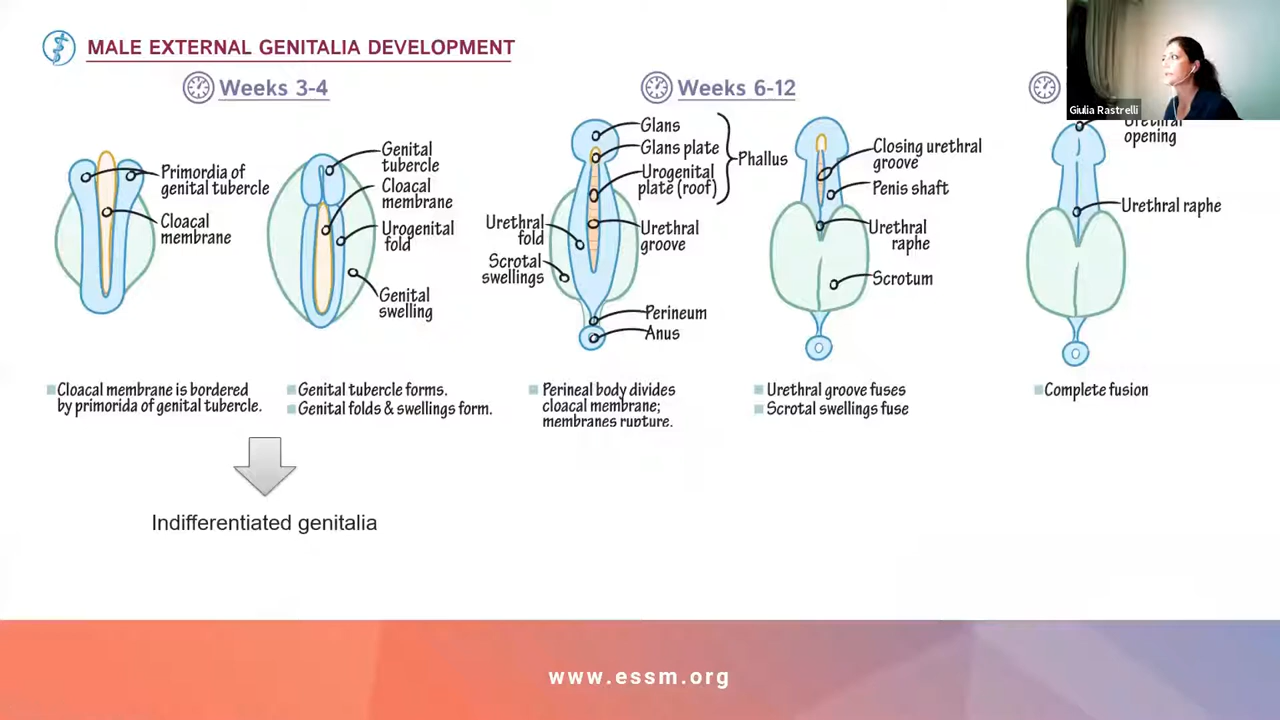 MALE EXTERNAL GENITALIA DEVELOPMENT
Weeks 3-4
Weeks 6-12
Giulia Rastrelli
Primordia of
genital tubercle
Cloacal
membrane
Genital
tubercle
Cloacal
membrane
Urogenital
fold
Genital
swelling
Glans
Glans plate
Urogenital
plate (roof)
Phallus
Urethral
fold
Urethral
groove
Scrotal
swellings
Perineum
Anus
Closing urethral
groove
Penis shaft
Urethral
raphe
Scrotum
Urethral
opening
Urethral raphe
Cloacal membrane is bordered
by primorida of genital tubercle.
Genital tubercle forms.
Genital folds & swellings form.
Perineal body divides
cloacal membrane;
membranes rupture.
Urethral groove fuses
Scrotal swellings fuse
Complete fusion
Indifferentiated genitalia
www.essm.org